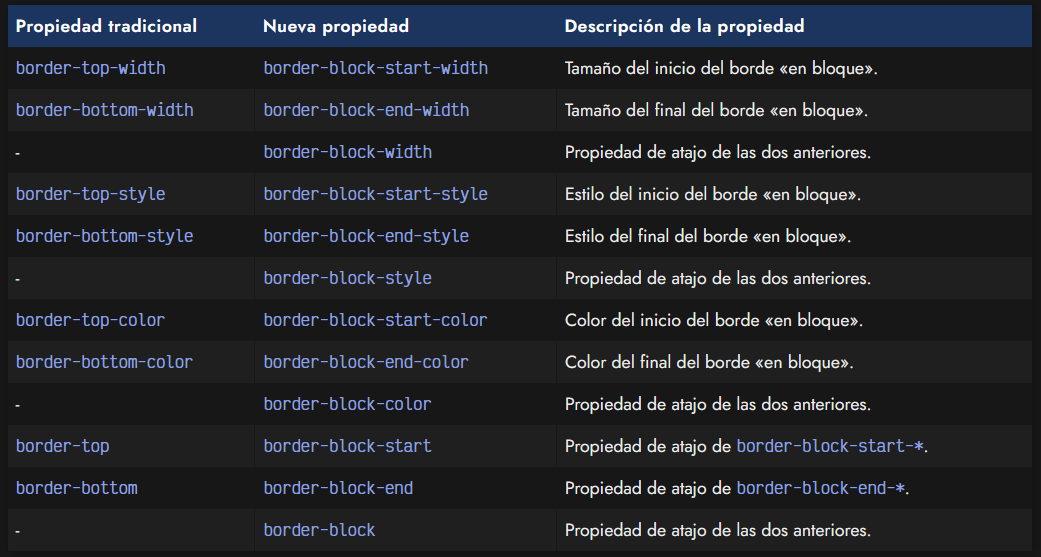 Propiedad tradicional Nueva propiedad Descripción de la propiedad
border-top-width border-block-start-width Tamaño del inicio del borde «en bloque».
border-bottom-width border-block-end-width Tamaño del final del borde «en bloque».
- border-block-width Propiedad de atajo de las dos anteriores.
border-top-style border-block-start-style Estilo del inicio del borde «en bloque».
border-bottom-style border-block-end-style Estilo del final del borde «en bloque».
- border-block-style Propiedad de atajo de las dos anteriores.
border-top-color border-block-start-color Color del inicio del borde «en bloque».
border-bottom-color border-block-end-color Color del final del borde «en bloque».
- border-block-color Propiedad de atajo de las dos anteriores.
border-top border-block-start Propiedad de atajo de border-block-start-*.
border-bottom border-block-end Propiedad de atajo de border-block-end-*.
- border-block Propiedad de atajo de las dos anteriores.